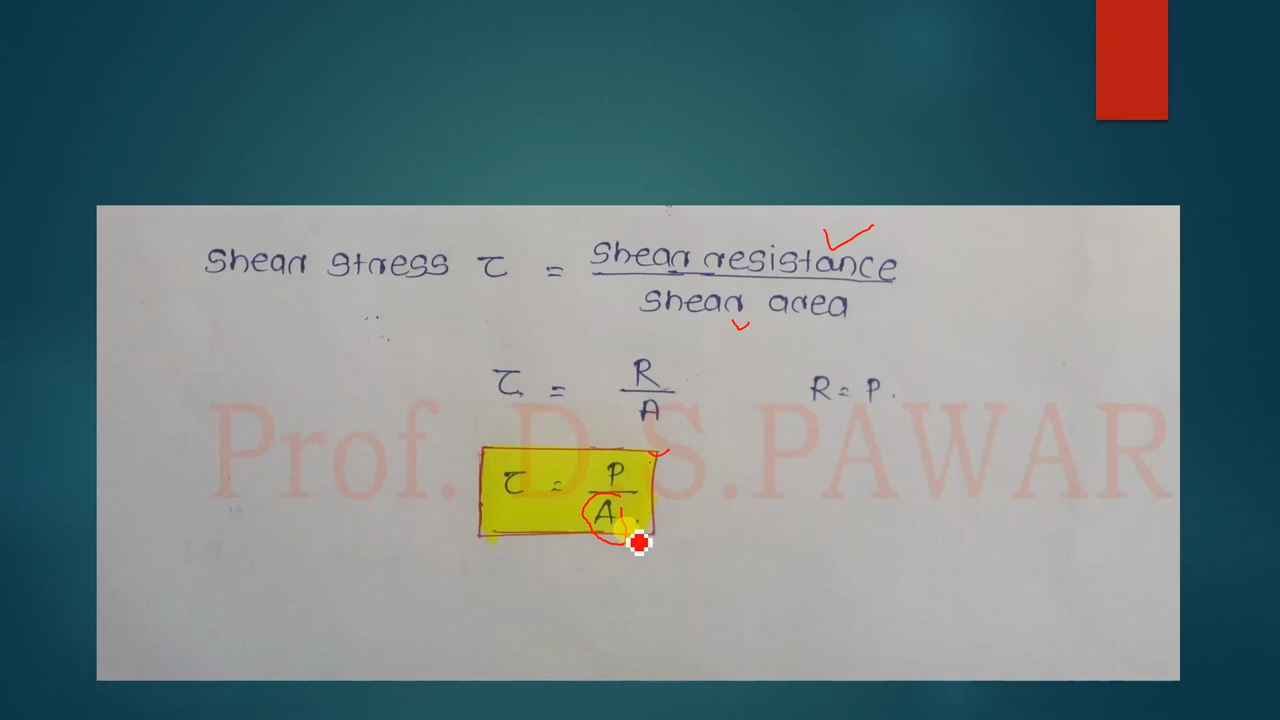 Shear stress τ = Shear resistance
Shear area
τ = R
A
R = P.
Prof. D.S.PAWAR
τ = P
A